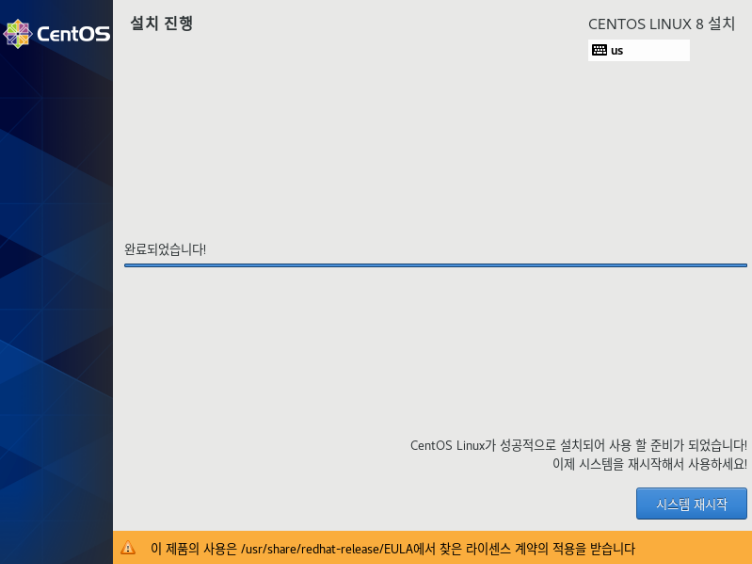 CentOS
설치 진행
CENTOS LINUX 8 설치
us
완료되었습니다!
CentOS Linux가 성공적으로 설치되어 사용 할 준비가 되었습니다!
이제 시스템을 재시작해서 사용하세요!
시스템 재시작
이 제품의 사용은 /usr/share/redhat-release/EULA에서 찾은 라이센스 계약의 적용을 받습니다